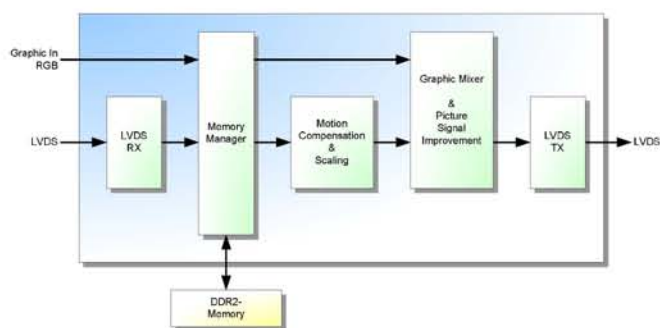 Graphic In
RGB
LVDS
LVDS
RX
Memory
Manager
Motion
Compensation
&
Scaling
Graphic Mixer
&
Picture
Signal
Improvement
LVDS
TX
LVDS
DDR2-
Memory